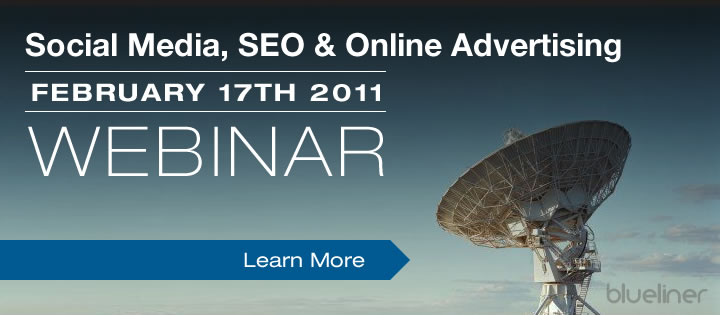 Social Media, SEO & Online Advertising
FEBRUARY 17TH 2011
WEBINAR
Learn More
blueliner